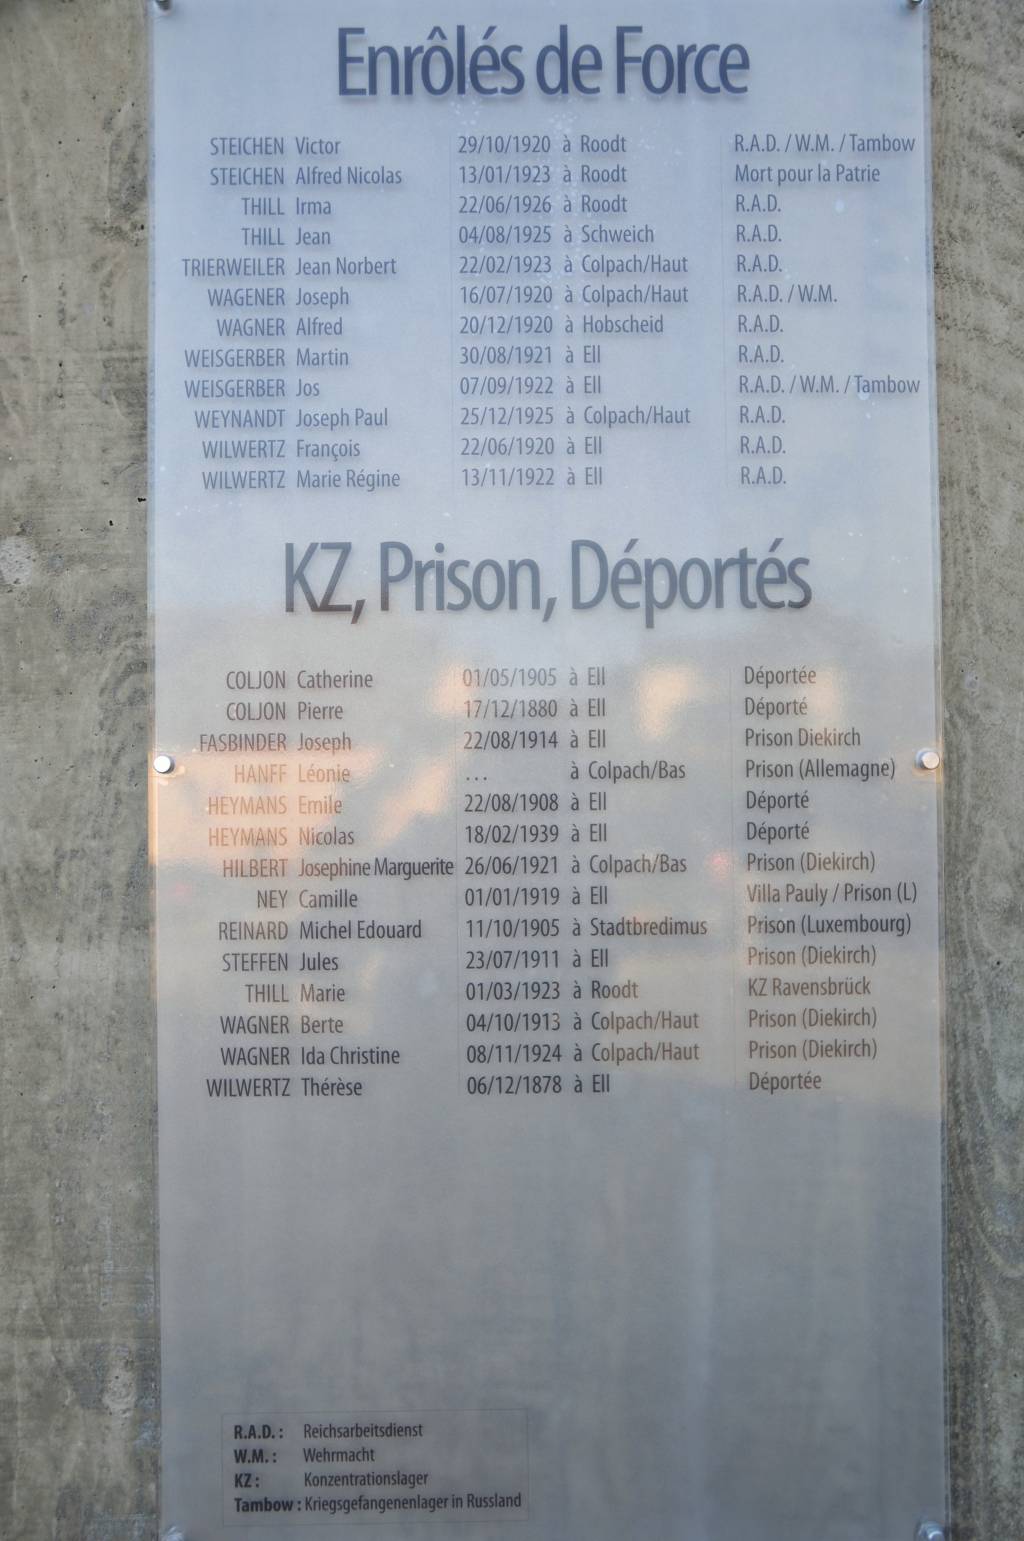 Enrôlés de Force
STEICHEN Victor 29/10/1920 à Roodt R.A.D. / W.M. / Tambow
STEICHEN Alfred Nicolas 13/01/1923 à Roodt Mort pour la Patrie
THILL Irma 22/06/1926 à Roodt R.A.D.
THILL Jean 04/08/1925 à Schweich R.A.D.
TRIERWEILER Jean Norbert 22/02/1923 à Colpach/Haut R.A.D.
WAGENER Joseph 16/07/1920 à Colpach/Haut R.A.D. / W.M.
WAGNER Alfred 20/12/1920 à Hobscheid R.A.D.
WEISGERBER Martin 30/08/1921 à Ell R.A.D.
WEISGERBER Jos 07/09/1922 à Ell R.A.D. / W.M. / Tambow
WEYNANDT Joseph Paul 25/12/1925 à Colpach/Haut R.A.D.
WILWERTZ François 22/06/1920 à Ell R.A.D.
WILWERTZ Marie Régine 13/11/1922 à Ell R.A.D.
KZ, Prison, Déportés
COLJON Catherine 01/05/1905 à Ell Déportée
COLJON Pierre 17/12/1880 à Ell Déporté
FASBINDER Joseph 22/08/1914 à Ell Prison Diekirch
HANFF Léonie ... à Colpach/Bas Prison (Allemagne)
HEYMANS Emile 22/08/1908 à Ell Déporté
HEYMANS Nicolas 18/02/1939 à Ell Déporté
HILBERT Josephine Marguerite 26/06/1921 à Colpach/Bas Prison (Diekirch)
NEY Camille 01/01/1919 à Ell Villa Pauly / Prison (L)
REINARD Michel Edouard 11/10/1905 à Stadtbredimus Prison (Luxembourg)
STEFFEN Jules 23/07/1911 à Ell Prison (Diekirch)
THILL Marie 01/03/1923 à Roodt KZ Ravensbrück
WAGNER Berte 04/10/1913 à Colpach/Haut Prison (Diekirch)
WAGNER Ida Christine 08/11/1924 à Colpach/Haut Prison (Diekirch)
WILWERTZ Thérèse 06/12/1878 à Ell Déportée
R.A.D. : Reichsarbeitsdienst
W.M. : Wehrmacht
KZ : Konzentrationslager
Tambow : Kriegsgefangenenlager in Russland